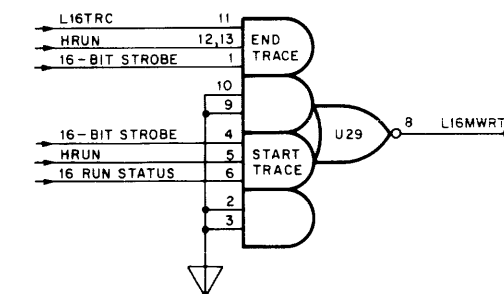 L16TRC 11
HRUN 12,13 END
16-BIT STROBE 1 TRACE
10
9
U29 8 L16MWRT
16-BIT STROBE 4
HRUN 5 START
16 RUN STATUS 6 TRACE
2
3